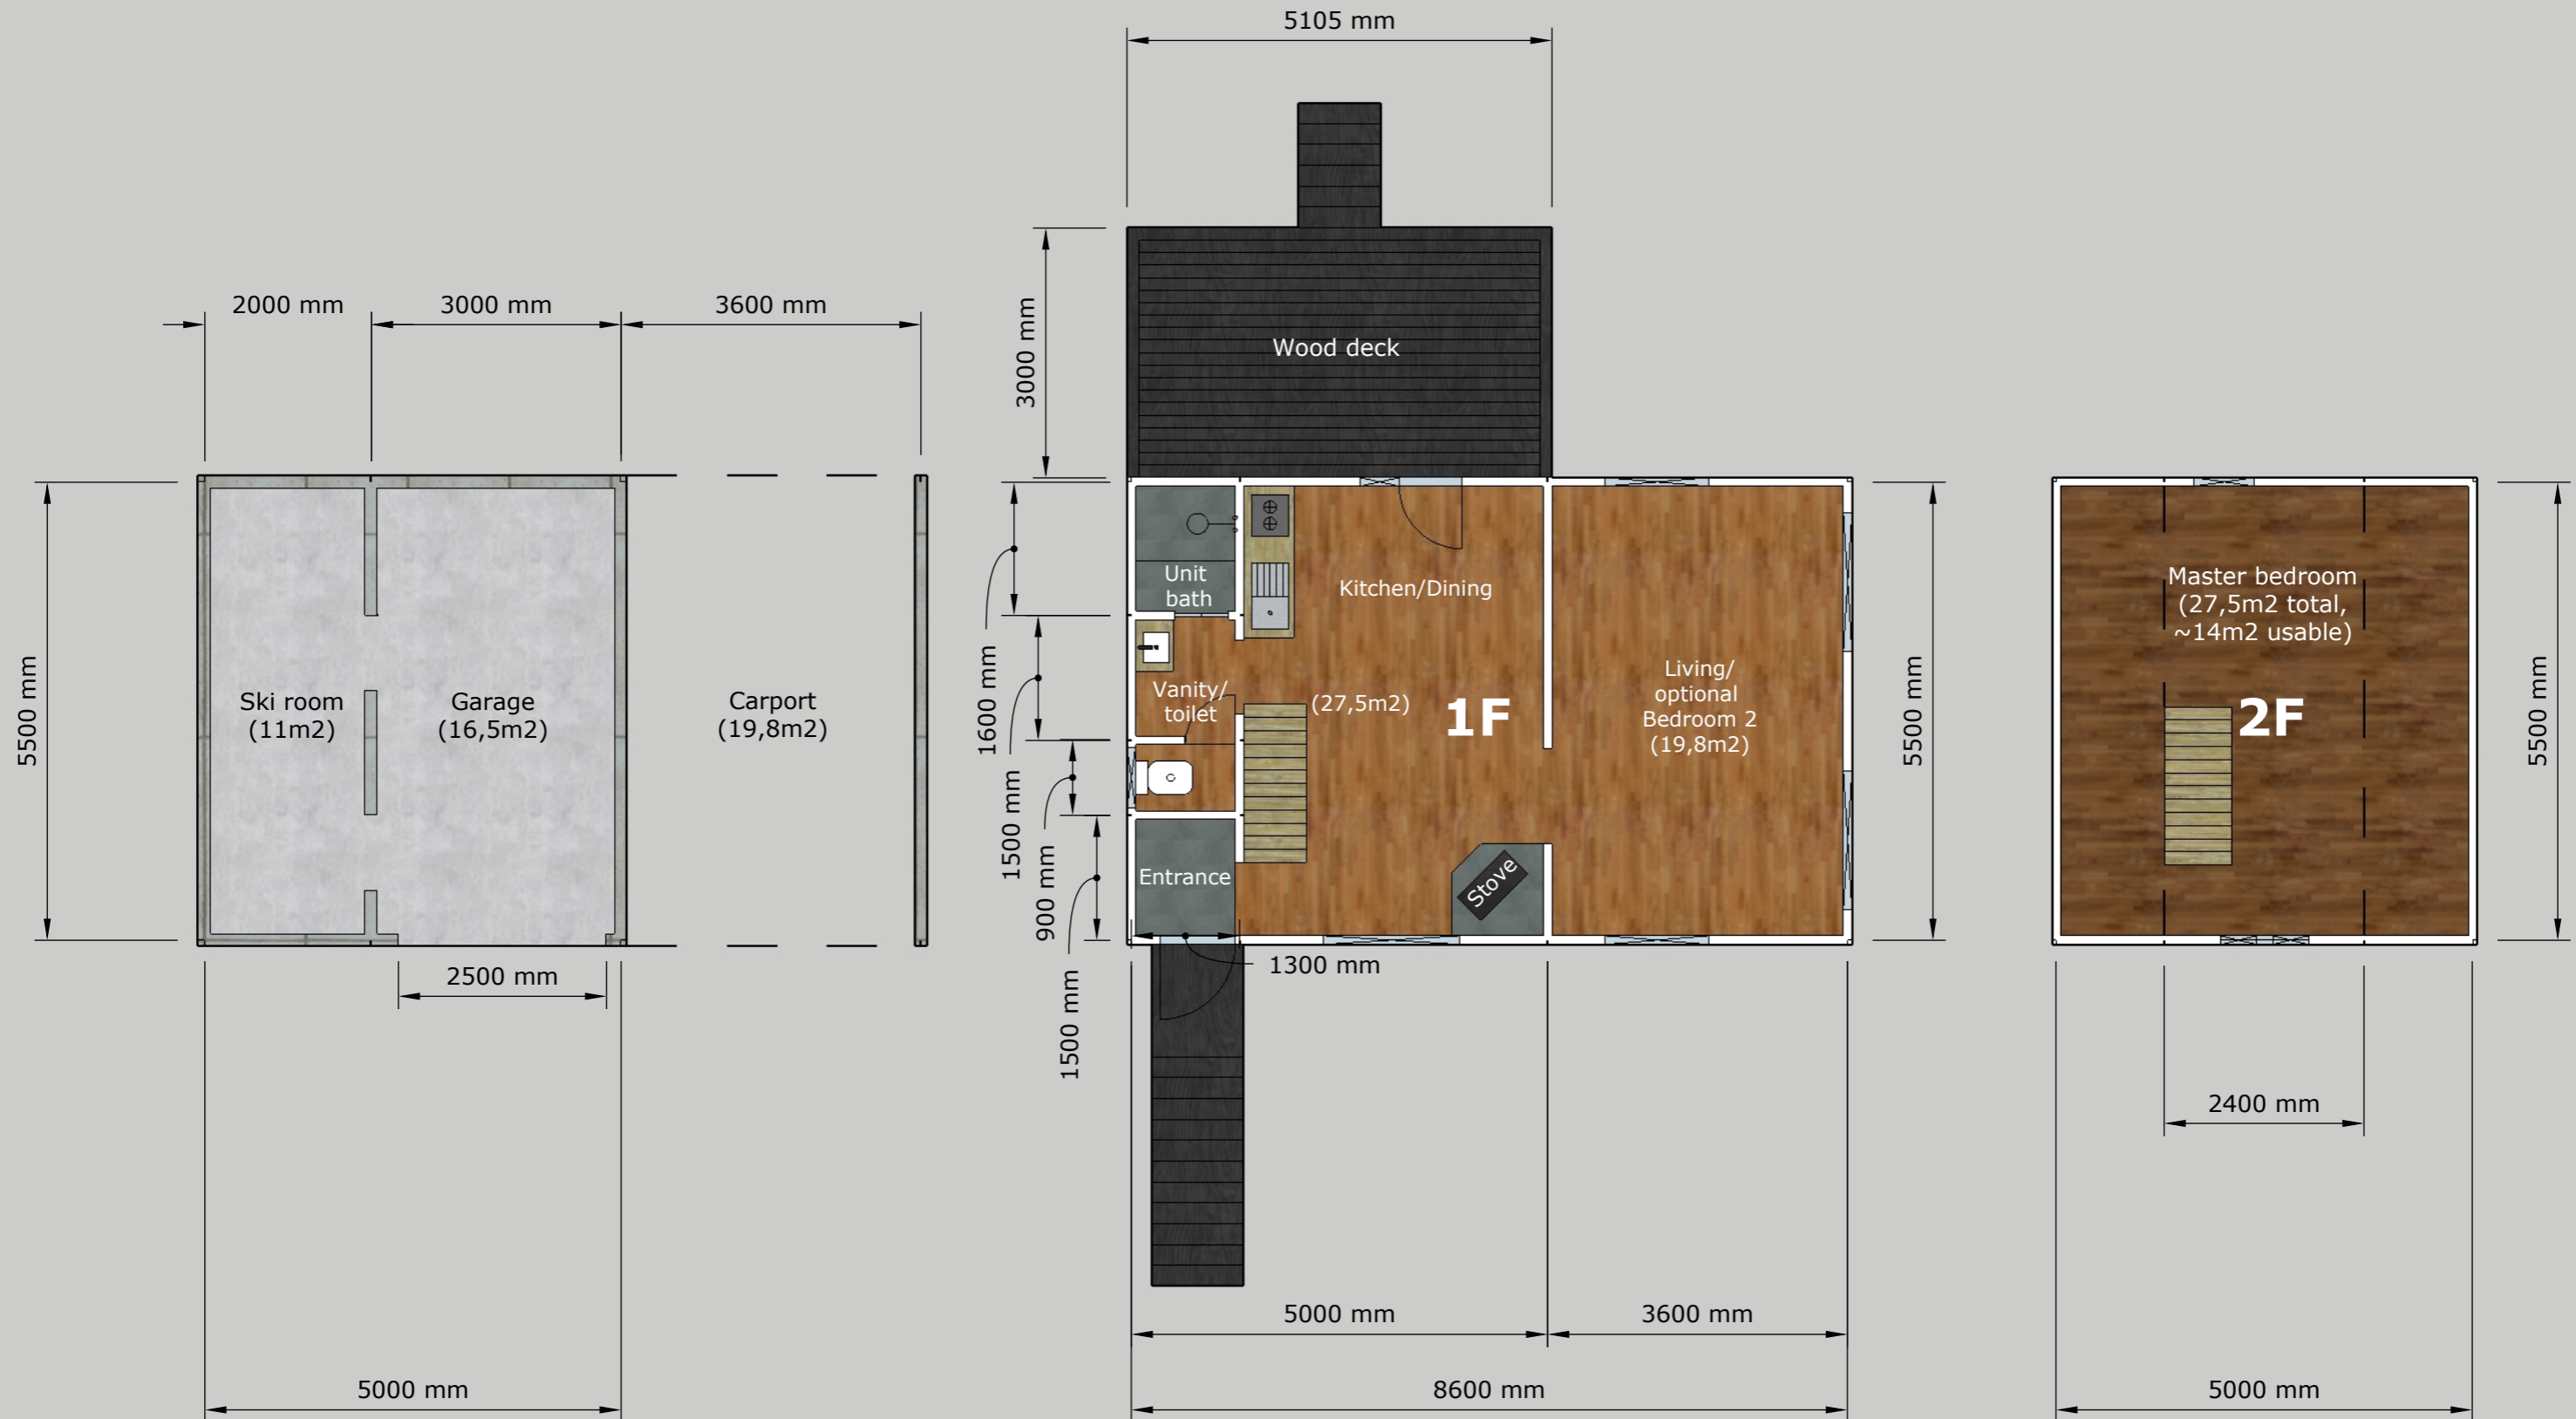 5105 mm
2000 mm
3000 mm
3600 mm
3000 mm
Wood deck
5500 mm
Ski room
(11m2)
Garage
(16,5m2)
Carport
(19,8m2)
2500 mm
5000 mm
1600 mm
1500 mm
900 mm
1500 mm
Unit
bath
Vanity/
toilet
Entrance
Kitchen/Dining
(27,5m2)
1F
Stove
Living/
optional
Bedroom 2
(19,8m2)
1300 mm
5500 mm
5000 mm
3600 mm
8600 mm
Master bedroom
(27,5m2 total,
~14m2 usable)
2F
5500 mm
2400 mm
5000 mm